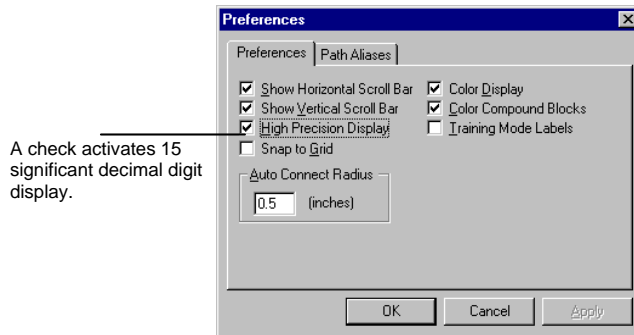 Preferences
Preferences Path Aliases
Show Horizontal Scroll Bar
Show Vertical Scroll Bar
High Precision Display
Snap to Grid
Color Display
Color Compound Blocks
Training Mode Labels
Auto Connect Radius
0.5 (inches)
OK Cancel Apply
A check activates 15
significant decimal digit
display.